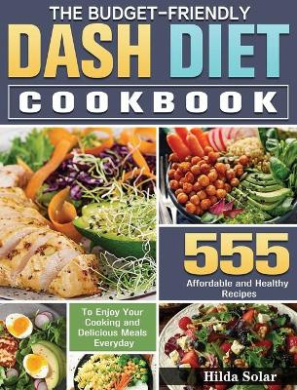 THE BUDGET-FRIENDLY
DASH DIET
COOKBOOK
555
Affordable and Healthy
Recipes
To Enjoy Your
Cooking and
Delicious Meals
Everyday
Hilda Solar